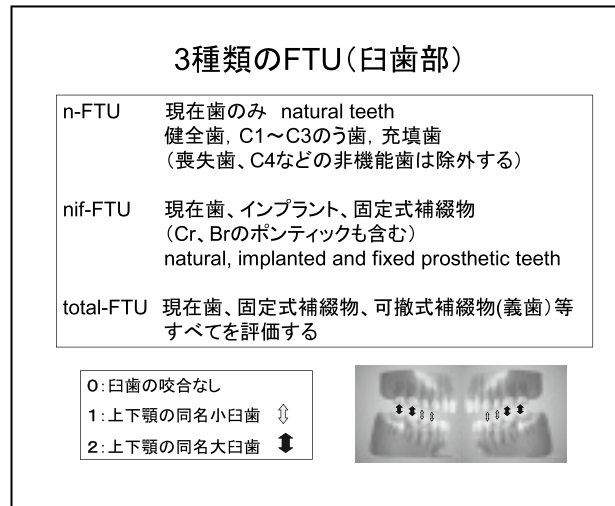 3種類のFTU(臼歯部)
n-FTU 現在歯のみ natural teeth
健全歯, C1～C3のう歯, 充填歯
(喪失歯、C4などの非機能歯は除外する)
nif-FTU 現在歯、インプラント、固定式補綴物
(Cr、Brのポンティックも含む)
natural, implanted and fixed prosthetic teeth
total-FTU 現在歯、固定式補綴物、可撤式補綴物(義歯)等
すべてを評価する
0:臼歯の咬合なし
1:上下顎の同名小臼歯 ⇕
2:上下顎の同名大臼歯 ⬍